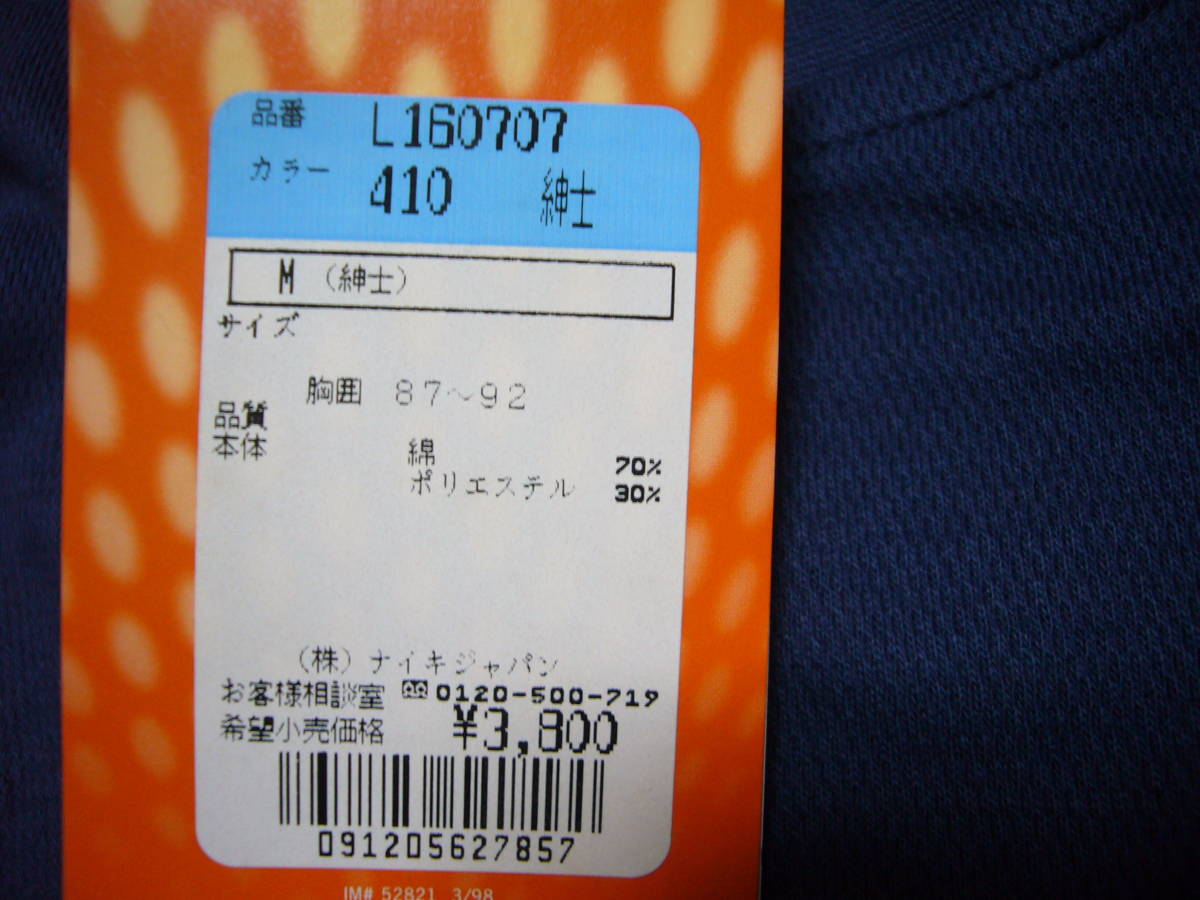 品番 L160707
カラー 410 紳士
M （紳士）
サイズ
胸囲 87～92
品質
本体 綿 70%
ポリエステル 30%
（株）ナイキジャパン
お客様相談室 0120-500-719
希望小売価格 ¥3,800
091205627857
IM# 52821 3/98